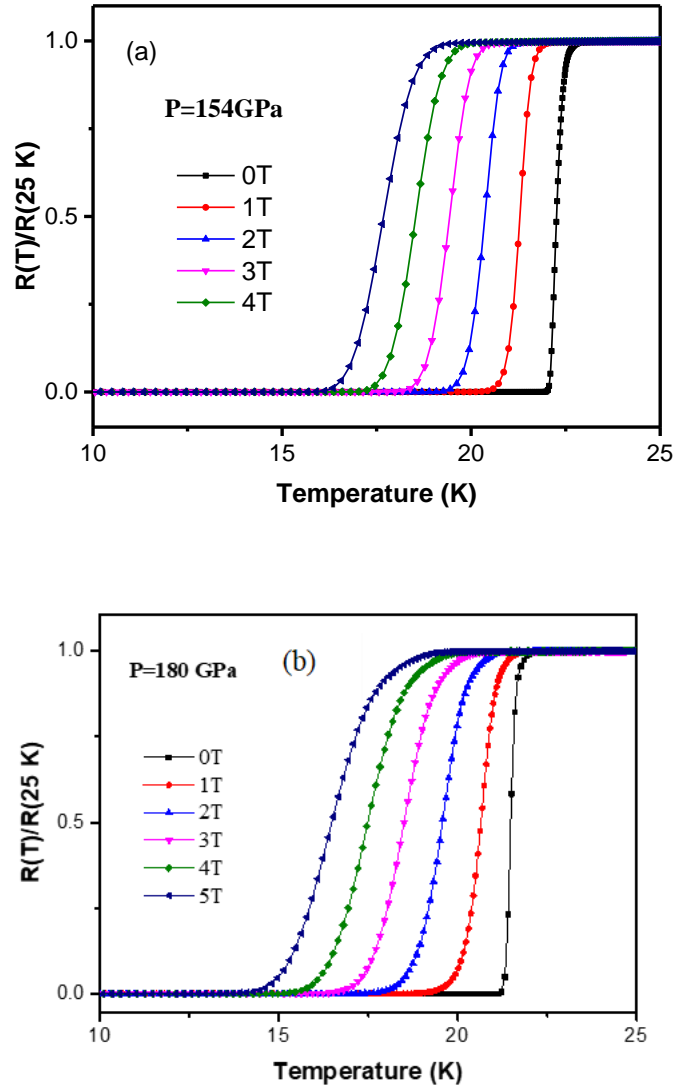 (a)
P=154GPa
0T
1T
2T
3T
4T
R(T)/R(25 K)
1.0
0.5
0.0
10 15 20 25
Temperature (K)
(b)
P=180 GPa
0T
1T
2T
3T
4T
5T
R(T)/R(25 K)
1.0
0.5
0.0
10 15 20 25
Temperature (K)